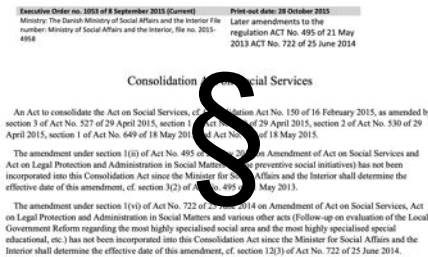 Executive Order no. 1053 of 8 September 2015 (Current)
Ministry: The Danish Ministry of Social Affairs and the Interior File
number: Ministry of Social Affairs and the Interior, file no. 2015-
4958
Print-out date: 28 October 2015
Later amendments to the
regulation ACT No. 495 of 21 May
2013 ACT No. 722 of 25 June 2014
Consolidation Social Services
§
An Act to consolidate the Act on Social Services, cf. Act No. 150 of 16 February 2015, as amended by
section 3 of Act No. 527 of 29 April 2015, section 1 of 29 April 2015, section 2 of Act No. 530 of 29
April 2015, section 1 of Act No. 649 of 18 May Act No. of 18 May 2015.
The amendment under section 1(ii) of Act No. 495 of on Amendment of Act on Social Services and
Act on Legal Protection and Administration in Social preventive social initiatives) has not been
incorporated into this Consolidation Act since the Minister for Affairs and the Interior shall determine the
effective date of this amendment, cf. section 3(2) of 495 May 2013.
The amendment under section 1(vi) of Act No. 722 of 2014 on Amendment of Act on Social Services, Act
on Legal Protection and Administration in Social Matters and various other acts (Follow-up on evaluation of the Local
Government Reform regarding the most highly specialised social area and the most highly specialised special
educational, etc.) has not been incorporated into this Consolidation Act since the Minister for Social Affairs and the
Interior shall determine the effective date of this amendment, cf. section 12(3) of Act No. 722 of 25 June 2014.